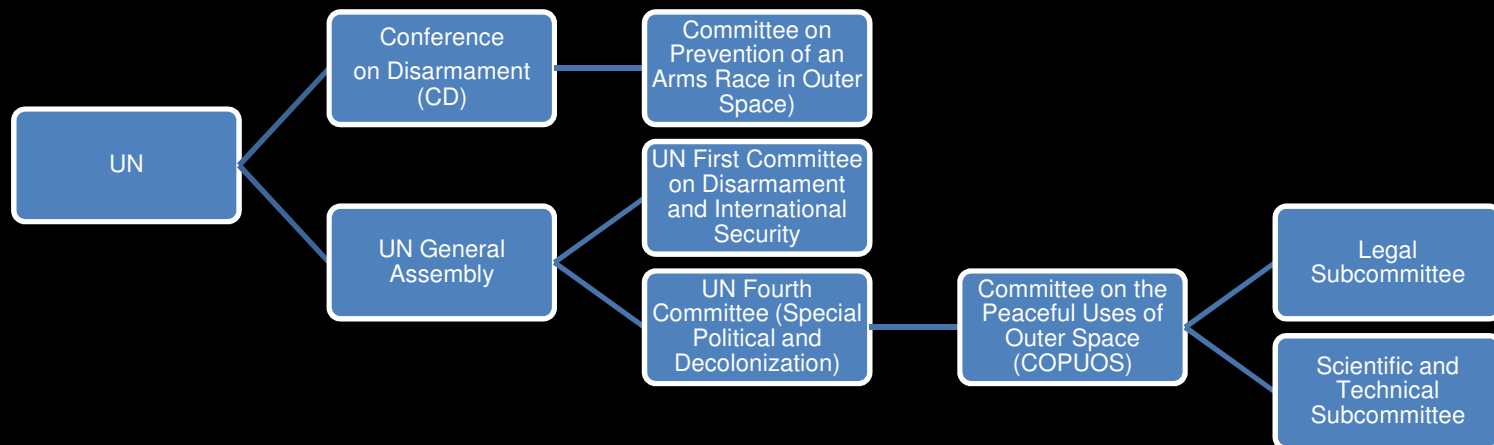 UN
Conference
on Disarmament
(CD)
Committee on
Prevention of an
Arms Race in Outer
Space)
UN General
Assembly
UN First Committee
on Disarmament
and International
Security
UN Fourth
Committee (Special
Political and
Decolonization)
Committee on the
Peaceful Uses of
Outer Space
(COPUOS)
Legal
Subcommittee
Scientific and
Technical
Subcommittee